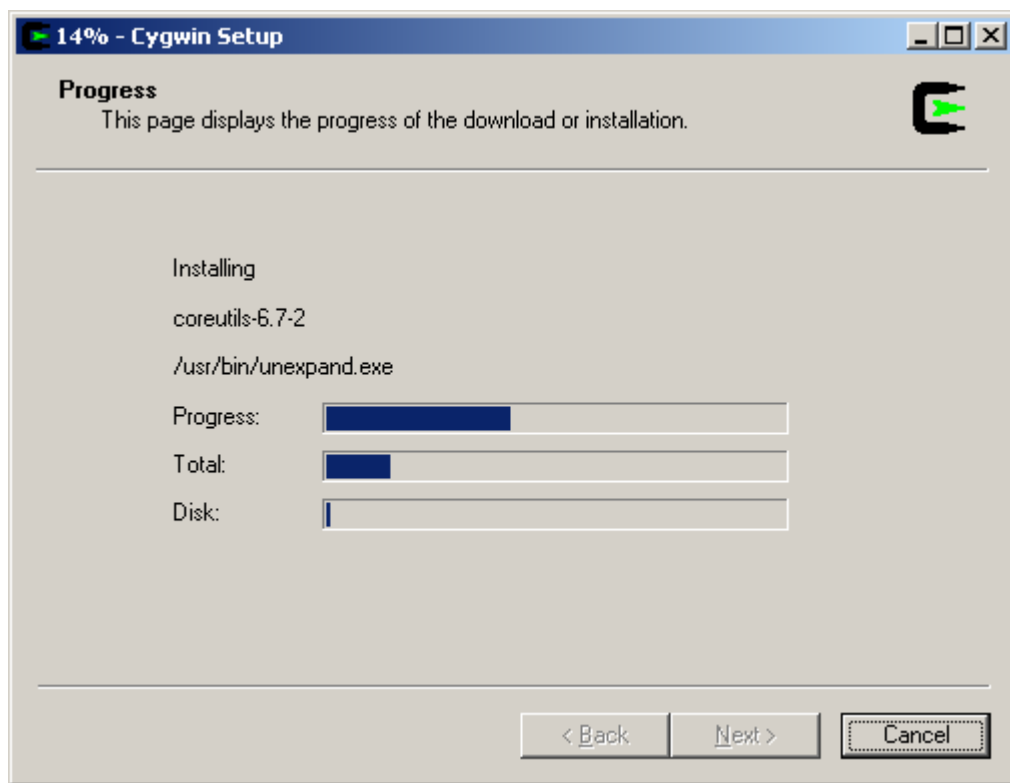 14% - Cygwin Setup
Progress
This page displays the progress of the download or installation.
Installing
coreutils-6.7-2
/usr/bin/unexpand.exe
Progress:
Total:
Disk:
< Back Next > Cancel